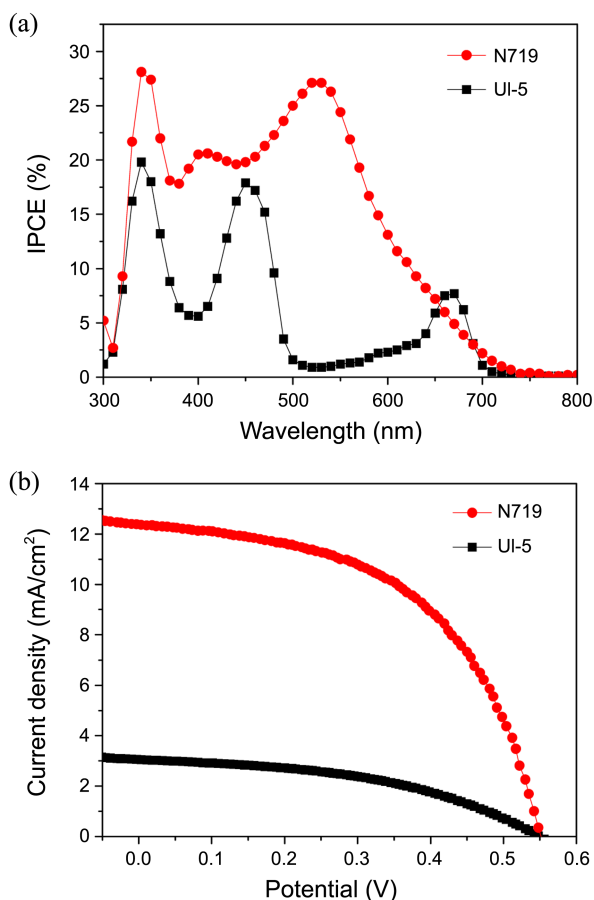 (a)
N719
UI-5
IPCE (%)
30
25
20
15
10
5
0
300 400 500 600 700 800
Wavelength (nm)
(b)
N719
UI-5
Current density (mA/cm²)
14
12
10
8
6
4
2
0
0.0 0.1 0.2 0.3 0.4 0.5 0.6
Potential (V)